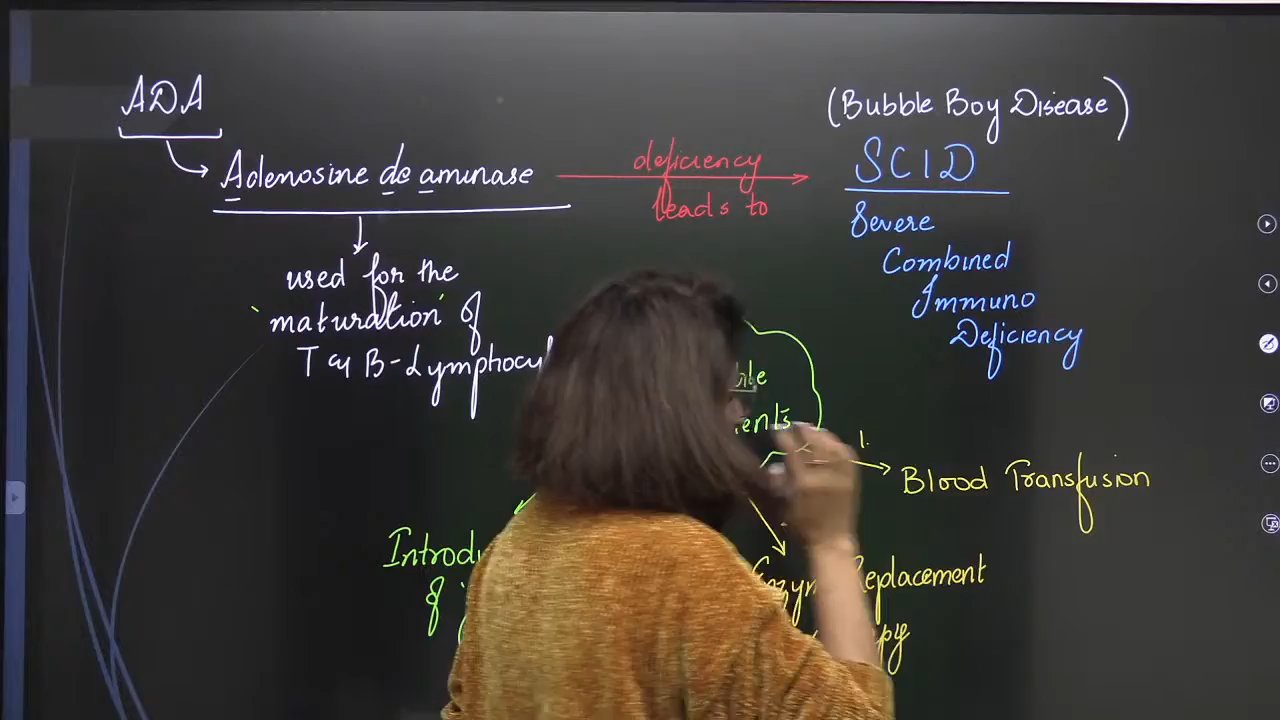 ADA
(Bubble Boy Disease)
Adenosine de aminase
deficiency
leads to
SCID
Severe
Combined
Immuno
Deficiency
used for the
maturation of
T & B-
1.
Blood Transfusion
Replacement
of